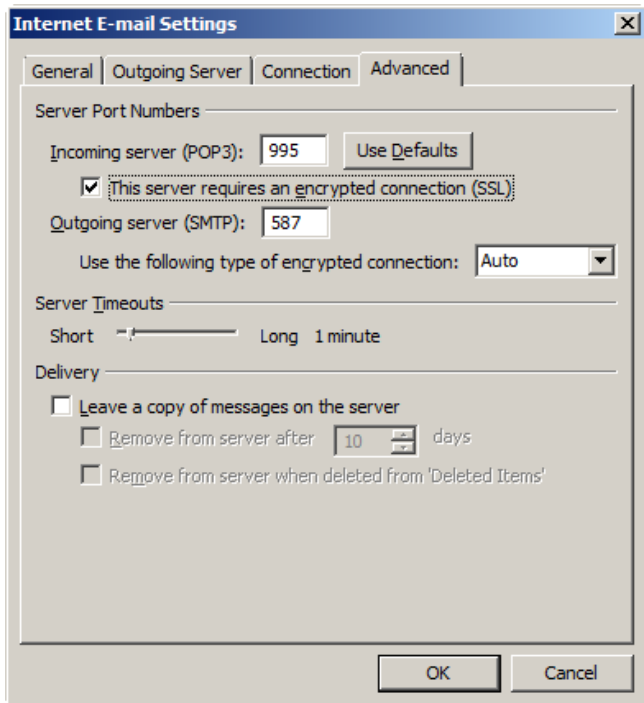 Internet E-mail Settings
General Outgoing Server Connection Advanced
Server Port Numbers
Incoming server (POP3): 995 Use Defaults
This server requires an encrypted connection (SSL)
Outgoing server (SMTP): 587
Use the following type of encrypted connection: Auto
Server Timeouts
Short Long 1 minute
Delivery
Leave a copy of messages on the server
Remove from server after 10 days
Remove from server when deleted from 'Deleted Items'
OK Cancel